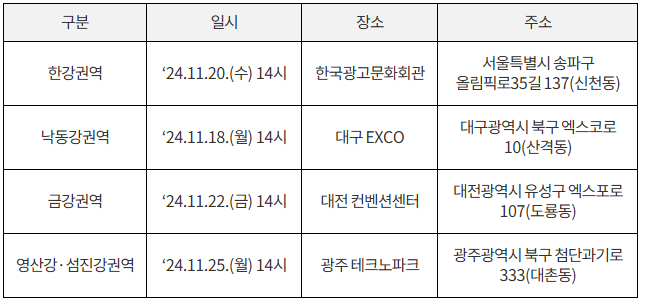 구분 일시 장소 주소
한강권역 ‘24.11.20.(수) 14시 한국광고문화회관 서울특별시 송파구
올림픽로35길 137(신천동)
낙동강권역 ‘24.11.18.(월) 14시 대구 EXCO 대구광역시 북구 엑스코로
10(산격동)
금강권역 ‘24.11.22.(금) 14시 대전 컨벤션센터 대전광역시 유성구 엑스포로
107(도룡동)
영산강·섬진강권역 ‘24.11.25.(월) 14시 광주 테크노파크 광주광역시 북구 첨단과기로
333(대촌동)